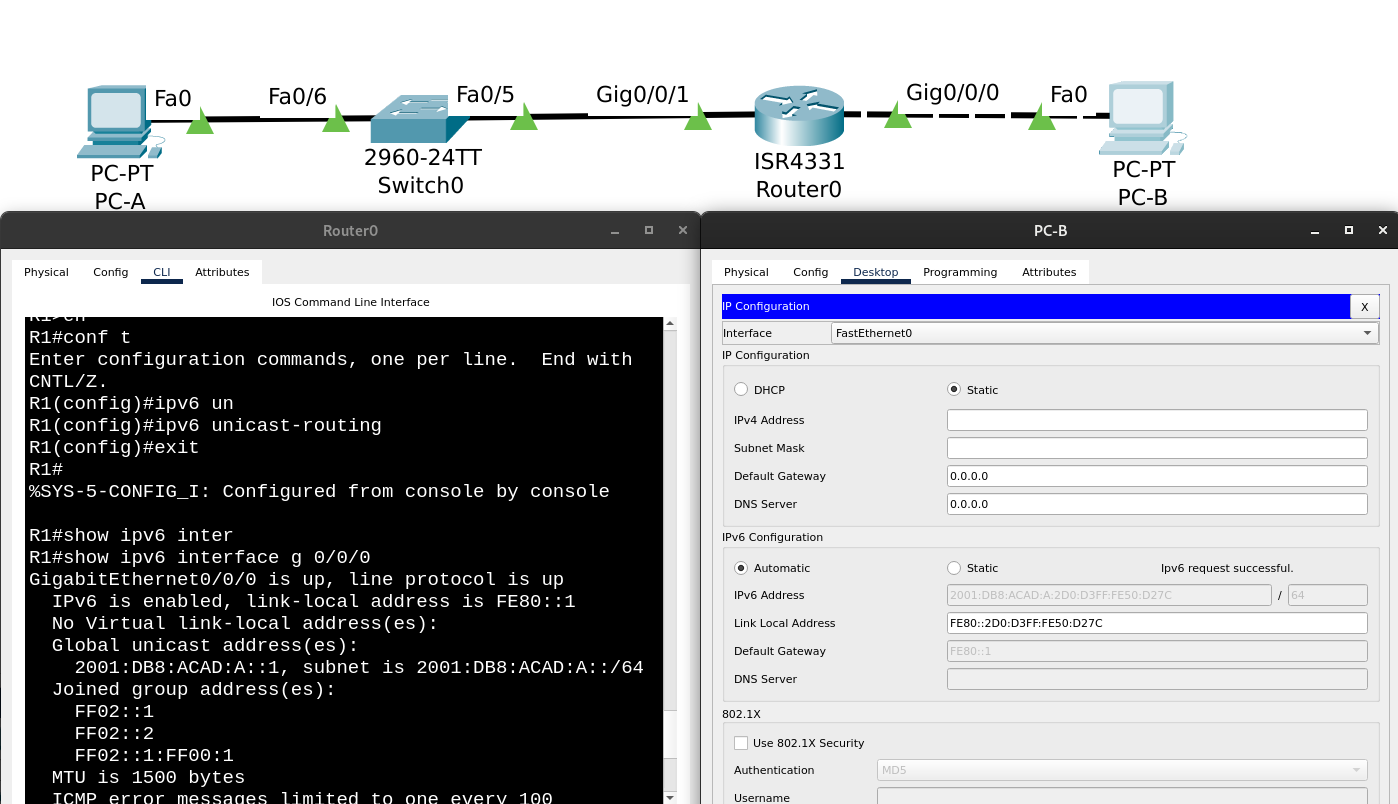 Fa0
Fa0/6
Fa0/5
Gig0/0/1
Gig0/0/0
Fa0
PC-PT
PC-A
2960-24TT
Switch0
ISR4331
Router0
PC-PT
PC-B
Router0
Physical Config CLI Attributes
IOS Command Line Interface
R1>en
R1#conf t
Enter configuration commands, one per line.  End with
CNTL/Z.
R1(config)#ipv6 un
R1(config)#ipv6 unicast-routing
R1(config)#exit
R1#
%SYS-5-CONFIG_I: Configured from console by console
R1#show ipv6 inter
R1#show ipv6 interface g 0/0/0
GigabitEthernet0/0/0 is up, line protocol is up
IPv6 is enabled, link-local address is FE80::1
No Virtual link-local address(es):
Global unicast address(es):
2001:DB8:ACAD:A::1, subnet is 2001:DB8:ACAD:A::/64
Joined group address(es):
FF02::1
FF02::2
FF02::1:FF00:1
MTU is 1500 bytes
ICMP error messages limited to one every 100
PC-B
Physical Config Desktop Programming Attributes
IP Configuration X
Interface FastEthernet0
IP Configuration
DHCP Static
IPv4 Address
Subnet Mask
Default Gateway 0.0.0.0
DNS Server 0.0.0.0
IPv6 Configuration
Automatic Static Ipv6 request successful.
IPv6 Address 2001:DB8:ACAD:A:2D0:D3FF:FE50:D27C / 64
Link Local Address FE80::2D0:D3FF:FE50:D27C
Default Gateway FE80::1
DNS Server
802.1X
Use 802.1X Security
Authentication MD5
Username